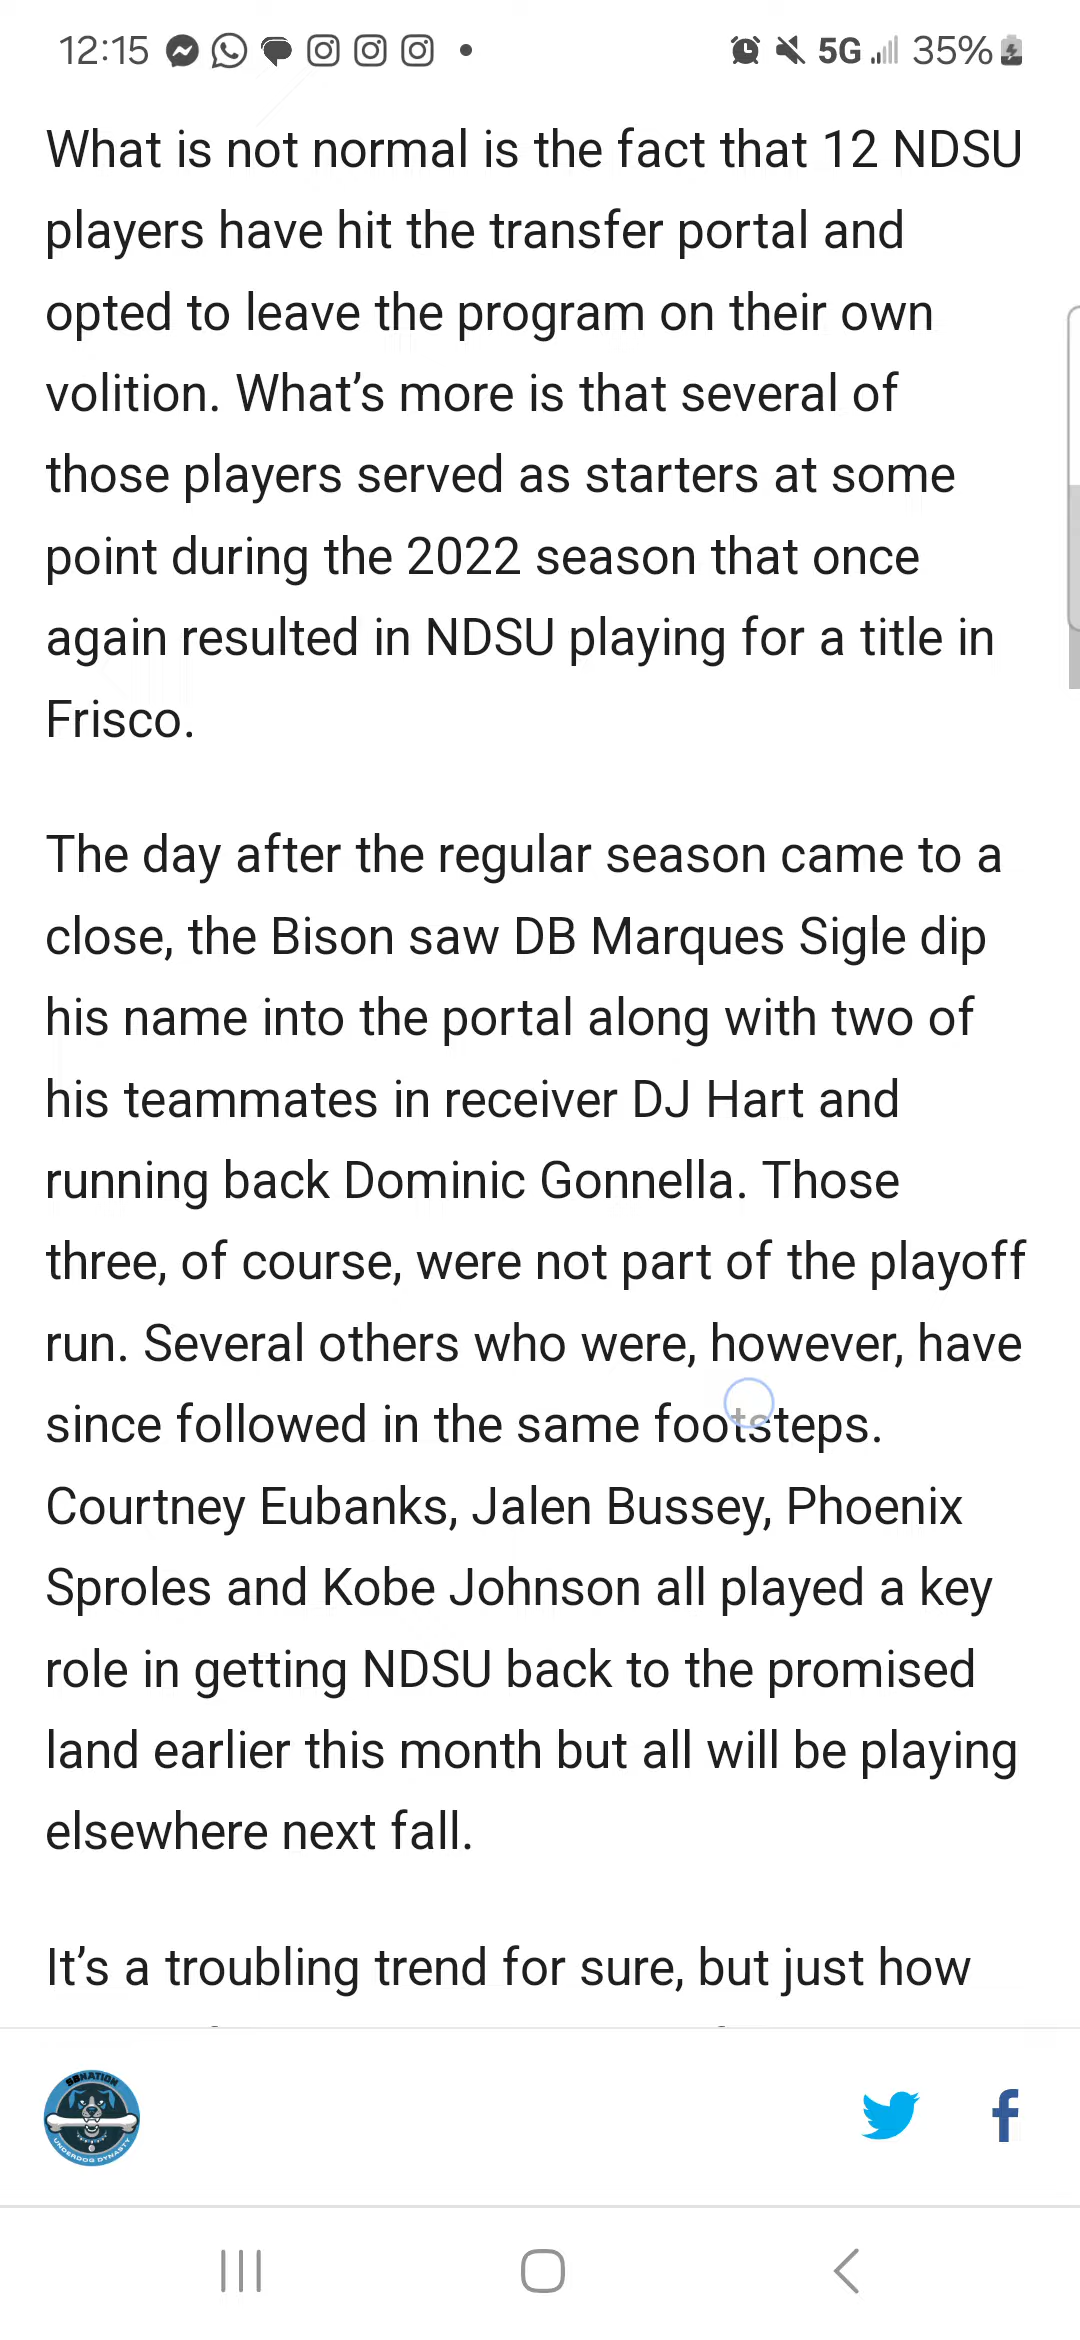 12:15
5G 35%
What is not normal is the fact that 12 NDSU
players have hit the transfer portal and
opted to leave the program on their own
volition. What’s more is that several of
those players served as starters at some
point during the 2022 season that once
again resulted in NDSU playing for a title in
Frisco.
The day after the regular season came to a
close, the Bison saw DB Marques Sigle dip
his name into the portal along with two of
his teammates in receiver DJ Hart and
running back Dominic Gonnella. Those
three, of course, were not part of the playoff
run. Several others who were, however, have
since followed in the same footsteps.
Courtney Eubanks, Jalen Bussey, Phoenix
Sproles and Kobe Johnson all played a key
role in getting NDSU back to the promised
land earlier this month but all will be playing
elsewhere next fall.
It’s a troubling trend for sure, but just how
SBNATION
UNDERDOG DYNASTY